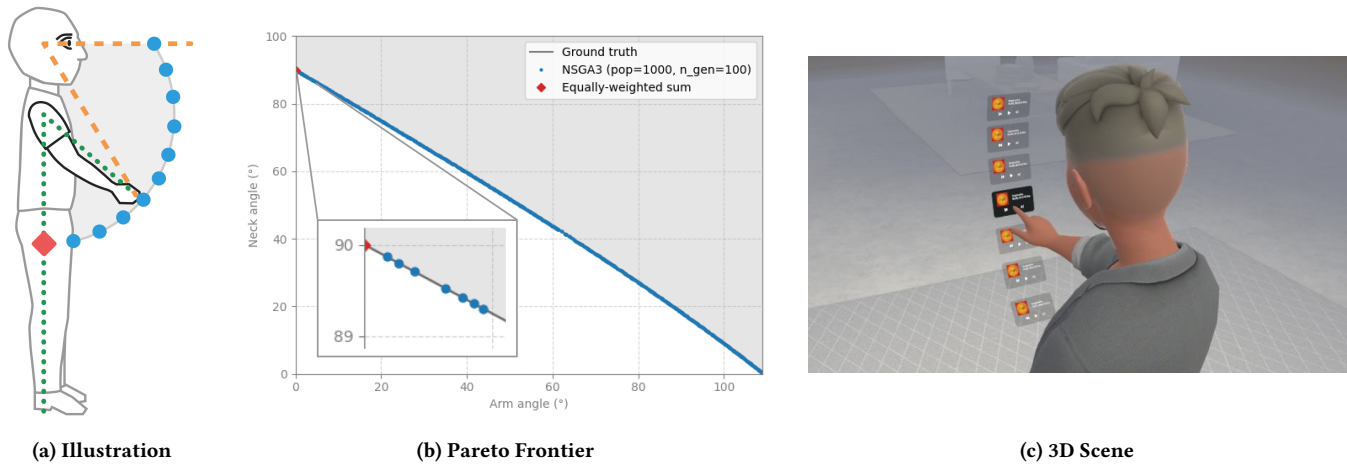 100
80
60
40
20
0
Neck angle (°)
Ground truth
NSGA3 (pop=1000, n_gen=100)
Equally-weighted sum
90
89
0
20
40
60
80
100
Arm angle (°)
(a) Illustration
(b) Pareto Frontier
(c) 3D Scene